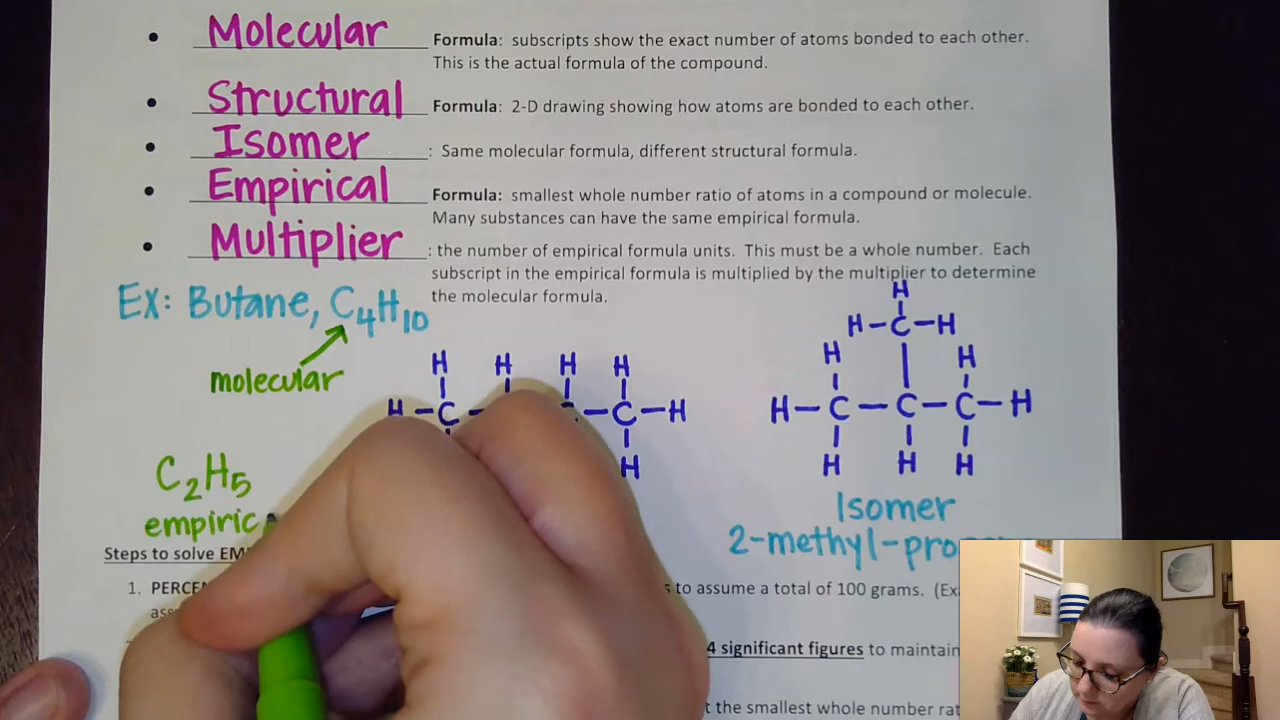 • Molecular Formula: subscripts show the exact number of atoms bonded to each other.
This is the actual formula of the compound.
• Structural Formula: 2-D drawing showing how atoms are bonded to each other.
• Isomer : Same molecular formula, different structural formula.
• Empirical Formula: smallest whole number ratio of atoms in a compound or molecule.
Many substances can have the same empirical formula.
• Multiplier : the number of empirical formula units. This must be a whole number. Each
subscript in the empirical formula is multiplied by the multiplier to determine
the molecular formula.
Ex: Butane, C₄H₁₀
molecular
H H H H
H–C– –C–H
H
H
H–C–H
H H
H–C–C–C–H
H H H
C₂H₅
empiric
Isomer
2-methyl-pro
Steps to solve
1. to assume a total of 100 grams.
4 significant figures to maintain
the smallest whole number